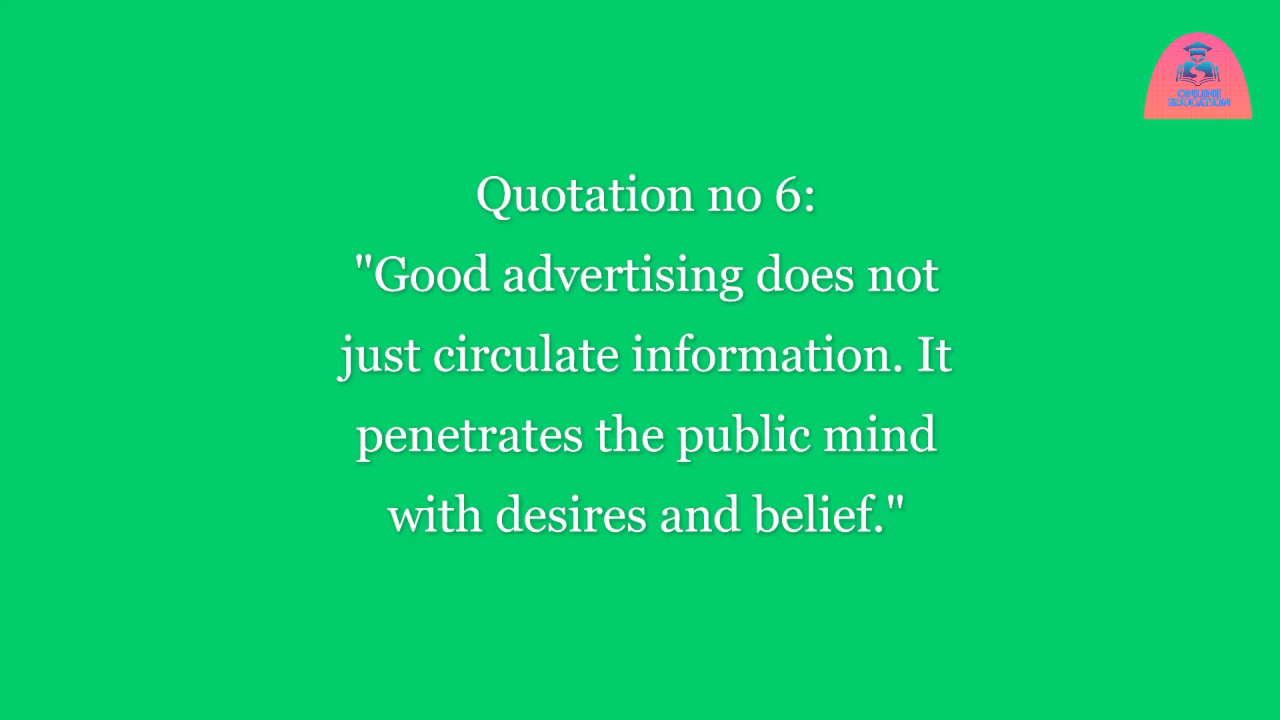 ONLINE
EDUCATION
Quotation no 6:
"Good advertising does not
just circulate information. It
penetrates the public mind
with desires and belief."